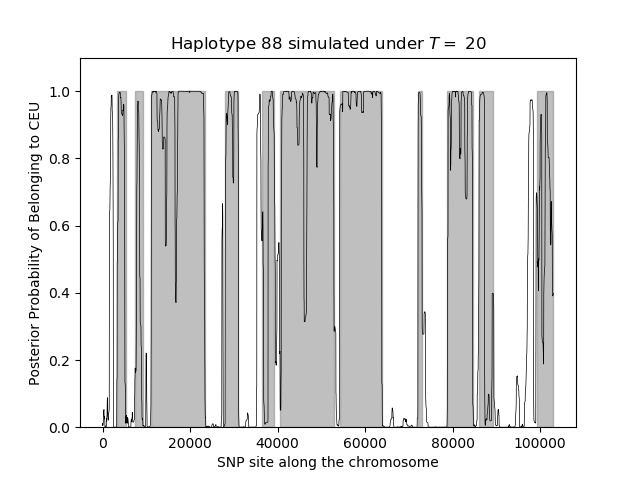 Haplotype 88 simulated under T = 20
Posterior Probability of Belonging to CEU
1.0
0.8
0.6
0.4
0.2
0.0
0 20000 40000 60000 80000 100000
SNP site along the chromosome